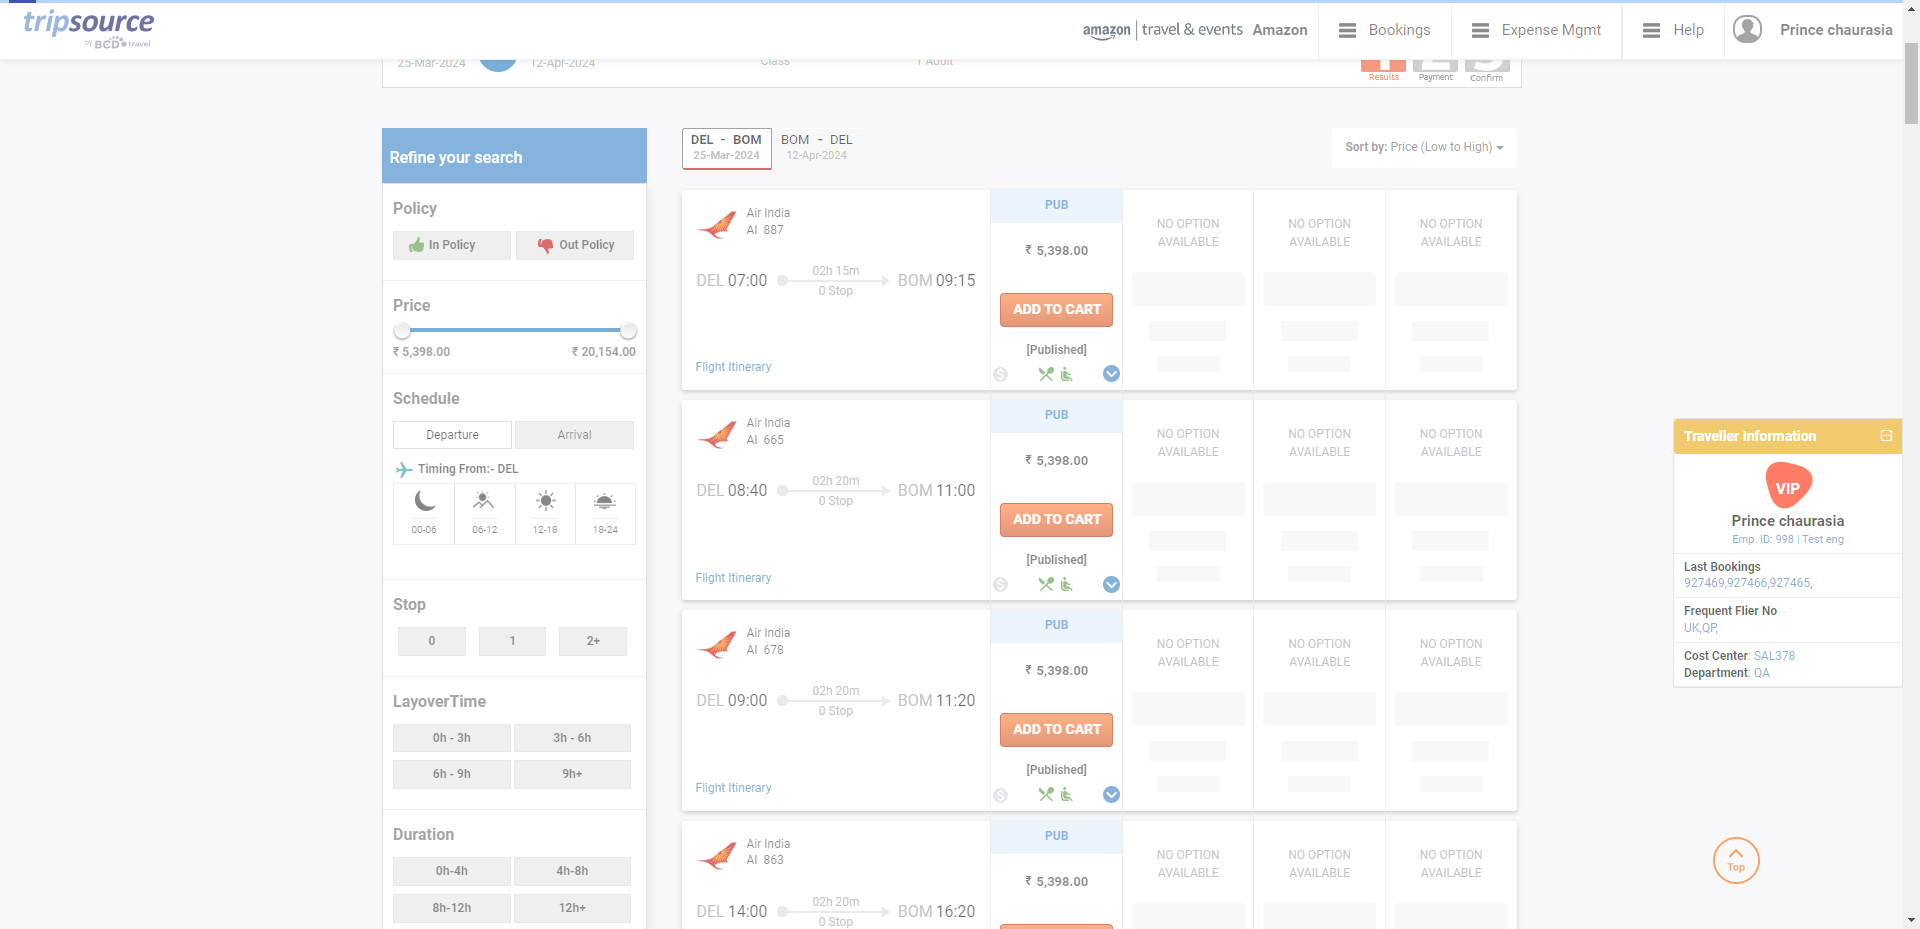 tripsource
by BCD travel
amazon | travel & events Amazon
Bookings
Expense Mgmt
Help
Prince chaurasia
25-Mar-2024
12-Apr-2024
Class
1 Adult
Results
Payment
Confirm
Refine your search
Policy
In Policy
Out Policy
Price
₹ 5,398.00
₹ 20,154.00
Schedule
Departure
Arrival
Timing From:- DEL
00-06
06-12
12-18
18-24
Stop
0
1
2+
LayoverTime
0h - 3h
3h - 6h
6h - 9h
9h+
Duration
0h-4h
4h-8h
8h-12h
12h+
DEL - BOM
25-Mar-2024
BOM - DEL
12-Apr-2024
Sort by: Price (Low to High)
Air India
AI 887
DEL 07:00
02h 15m
0 Stop
BOM 09:15
Flight Itinerary
PUB
₹ 5,398.00
ADD TO CART
[Published]
NO OPTION
AVAILABLE
NO OPTION
AVAILABLE
NO OPTION
AVAILABLE
Air India
AI 665
DEL 08:40
02h 20m
0 Stop
BOM 11:00
Flight Itinerary
PUB
₹ 5,398.00
ADD TO CART
[Published]
NO OPTION
AVAILABLE
NO OPTION
AVAILABLE
NO OPTION
AVAILABLE
Air India
AI 678
DEL 09:00
02h 20m
0 Stop
BOM 11:20
Flight Itinerary
PUB
₹ 5,398.00
ADD TO CART
[Published]
NO OPTION
AVAILABLE
NO OPTION
AVAILABLE
NO OPTION
AVAILABLE
Air India
AI 863
DEL 14:00
02h 20m
0 Stop
BOM 16:20
PUB
₹ 5,398.00
NO OPTION
AVAILABLE
NO OPTION
AVAILABLE
NO OPTION
AVAILABLE
Traveller Information
VIP
Prince chaurasia
Emp. ID: 998 | Test eng
Last Bookings
927469,927466,927465,
Frequent Flier No
UK,QP,
Cost Center: SAL378
Department: QA
Top